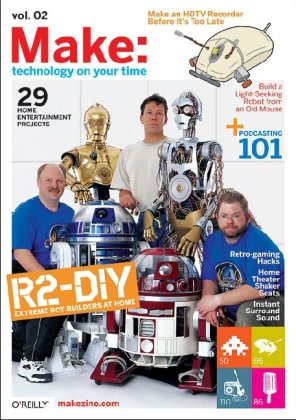 vol. 02
Make an HDTV Recorder
Before It's Too Late
Make:
technology on your time
29
HOME
ENTERTAINMENT
PROJECTS
Build a
Light-Seeking
Robot from
an Old Mouse
+
PODCASTING
101
Retro-gaming
Hacks
Home
Theater
Shaker
Seats
Instant
Surround
Sound
R2-DIY
EXTREME BOT BUILDERS AT HOME
50
96
110
86
O'REILLY
makezine.com